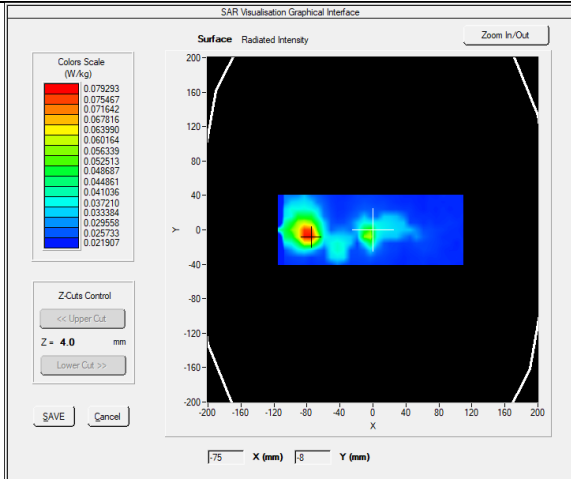 SAR Visualisation Graphical Interface
Surface Radiated Intensity
Zoom In/Out
Colors Scale
(W/kg)
0.079293
0.075467
0.071642
0.067816
0.063990
0.060164
0.056339
0.052513
0.048687
0.044861
0.041036
0.037210
0.033384
0.029558
0.025733
0.021907
Z-Cuts Control
<< Upper Cut
Z = 4.0 mm
Lower Cut >>
SAVE Cancel
200
160
120
80
40
0
-40
-80
-120
-160
-200
Y
-200 -160 -120 -80 -40 0 40 80 120 160 200
X
-75 X (mm) -8 Y (mm)